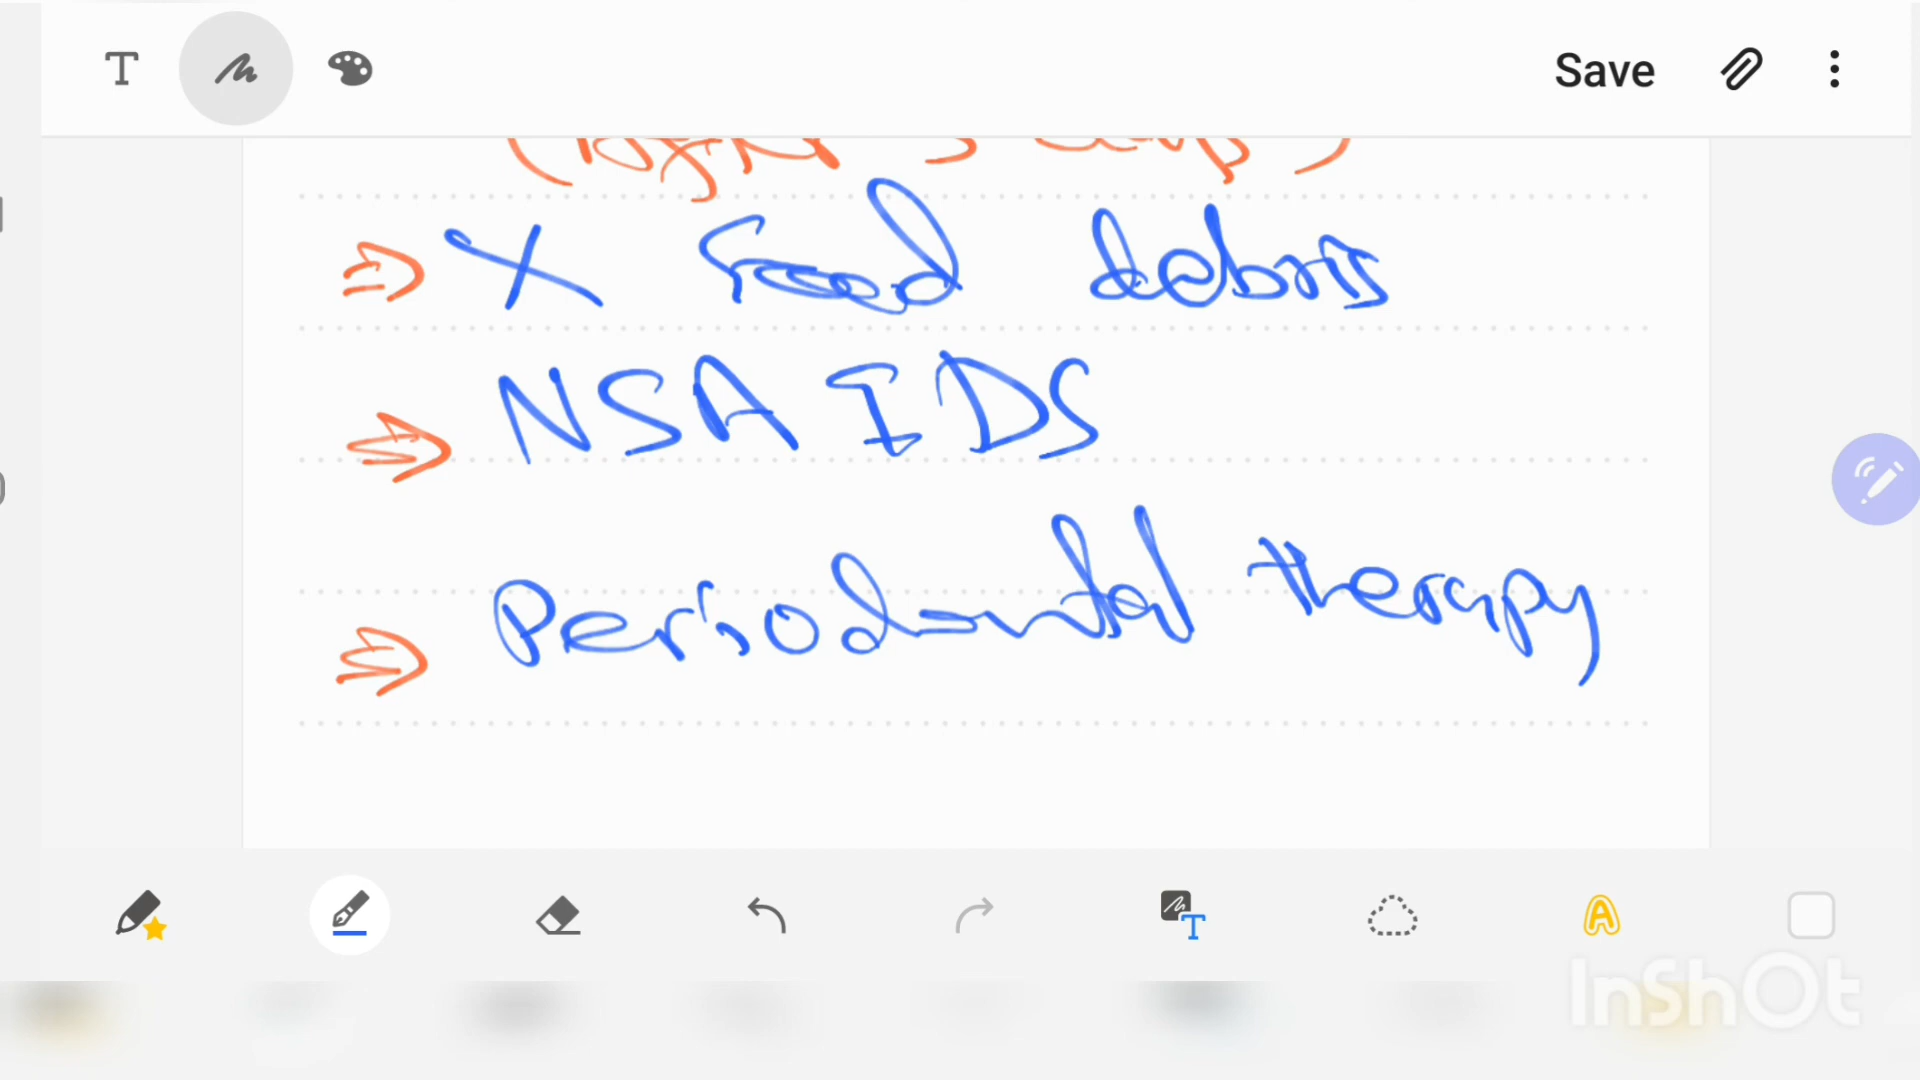 T
Save
X food debris
NSAIDS
Periodontal therapy
T
A
InShOt